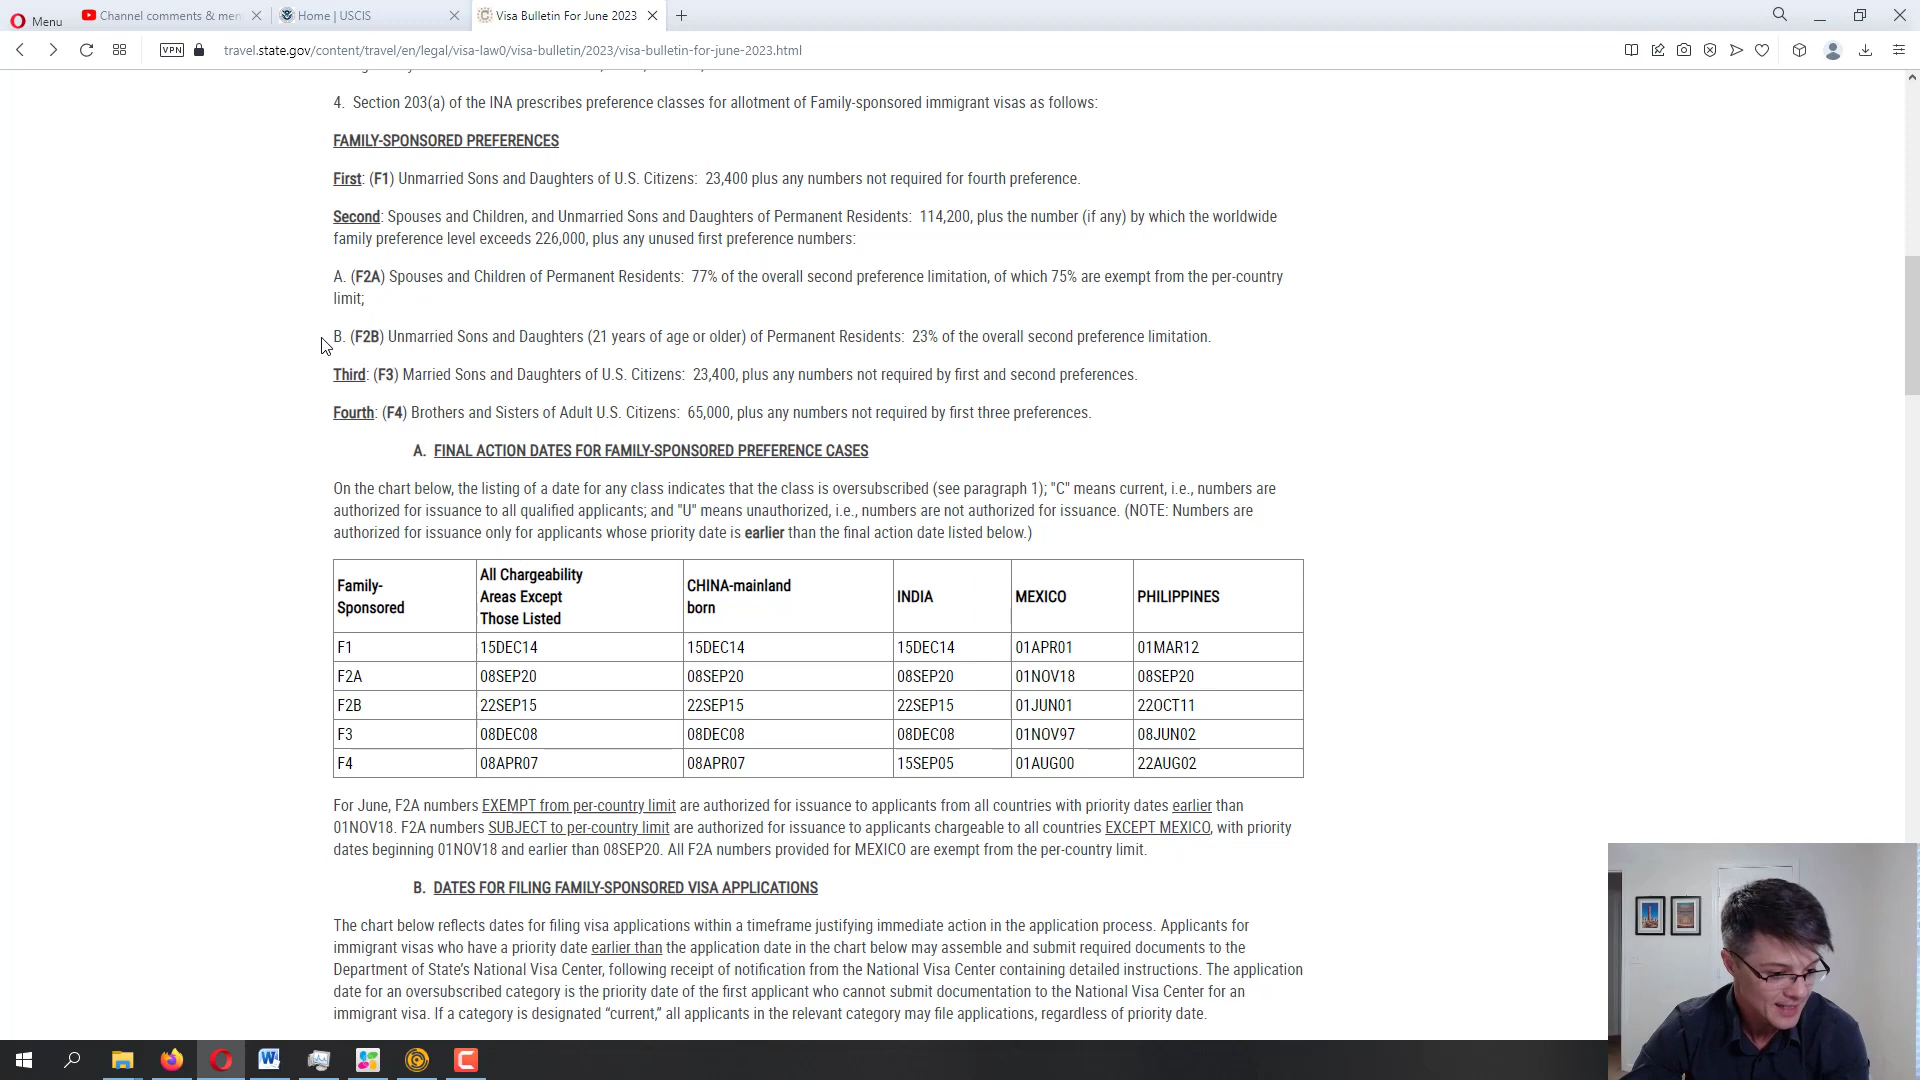 Menu
Channel comments & men
Home | USCIS
Visa Bulletin For June 2023
VPN
travel.state.gov/content/travel/en/legal/visa-law0/visa-bulletin/2023/visa-bulletin-for-june-2023.html
4. Section 203(a) of the INA prescribes preference classes for allotment of Family-sponsored immigrant visas as follows:
FAMILY-SPONSORED PREFERENCES
First: (F1) Unmarried Sons and Daughters of U.S. Citizens: 23,400 plus any numbers not required for fourth preference.
Second: Spouses and Children, and Unmarried Sons and Daughters of Permanent Residents: 114,200, plus the number (if any) by which the worldwide
family preference level exceeds 226,000, plus any unused first preference numbers:
A. (F2A) Spouses and Children of Permanent Residents: 77% of the overall second preference limitation, of which 75% are exempt from the per-country
limit;
B. (F2B) Unmarried Sons and Daughters (21 years of age or older) of Permanent Residents: 23% of the overall second preference limitation.
Third: (F3) Married Sons and Daughters of U.S. Citizens: 23,400, plus any numbers not required by first and second preferences.
Fourth: (F4) Brothers and Sisters of Adult U.S. Citizens: 65,000, plus any numbers not required by first three preferences.
A. FINAL ACTION DATES FOR FAMILY-SPONSORED PREFERENCE CASES
On the chart below, the listing of a date for any class indicates that the class is oversubscribed (see paragraph 1); "C" means current, i.e., numbers are
authorized for issuance to all qualified applicants; and "U" means unauthorized, i.e., numbers are not authorized for issuance. (NOTE: Numbers are
authorized for issuance only for applicants whose priority date is earlier than the final action date listed below.)
Family-Sponsored All Chargeability Areas Except Those Listed CHINA-mainland born INDIA MEXICO PHILIPPINES
F1 15DEC14 15DEC14 15DEC14 01APR01 01MAR12
F2A 08SEP20 08SEP20 08SEP20 01NOV18 08SEP20
F2B 22SEP15 22SEP15 22SEP15 01JUN01 22OCT11
F3 08DEC08 08DEC08 08DEC08 01NOV97 08JUN02
F4 08APR07 08APR07 15SEP05 01AUG00 22AUG02
For June, F2A numbers EXEMPT from per-country limit are authorized for issuance to applicants from all countries with priority dates earlier than
01NOV18. F2A numbers SUBJECT to per-country limit are authorized for issuance to applicants chargeable to all countries EXCEPT MEXICO, with priority
dates beginning 01NOV18 and earlier than 08SEP20. All F2A numbers provided for MEXICO are exempt from the per-country limit.
B. DATES FOR FILING FAMILY-SPONSORED VISA APPLICATIONS
The chart below reflects dates for filing visa applications within a timeframe justifying immediate action in the application process. Applicants for
immigrant visas who have a priority date earlier than the application date in the chart below may assemble and submit required documents to the
Department of State's National Visa Center, following receipt of notification from the National Visa Center containing detailed instructions. The application
date for an oversubscribed category is the priority date of the first applicant who cannot submit documentation to the National Visa Center for an
immigrant visa. If a category is designated “current,” all applicants in the relevant category may file applications, regardless of priority date.